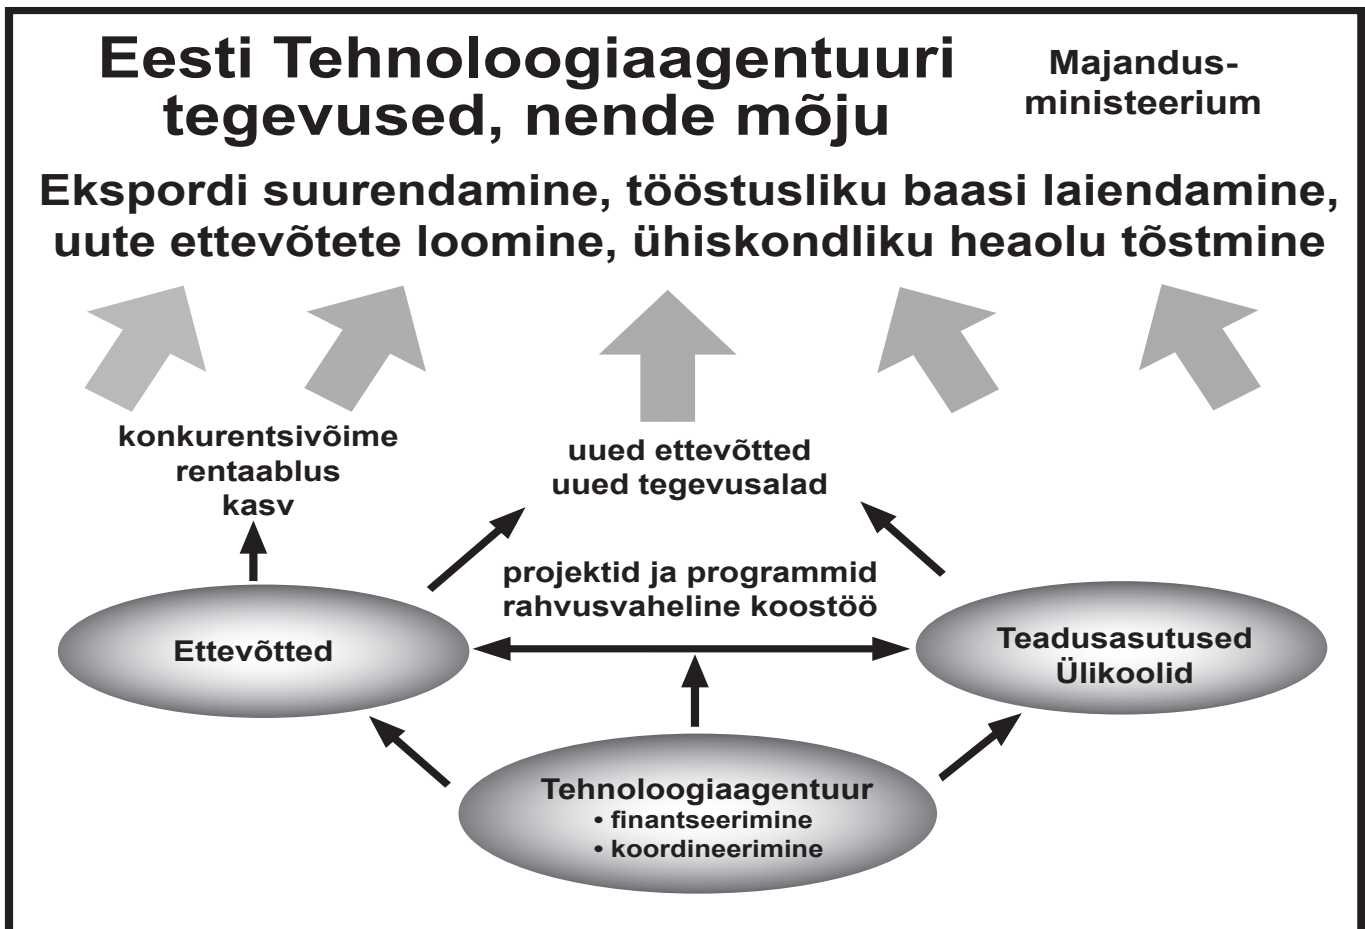 Eesti Tehnoloogiaagentuuri
tegevused, nende mõju
Majandus-
ministeerium
Ekspordi suurendamine, tööstusliku baasi laiendamine,
uute ettevõtete loomine, ühiskondliku heaolu tõstmine
konkurentsivõime
rentaablus
kasv
uued ettevõtted
uued tegevusalad
projektid ja programmid
rahvusvaheline koostöö
Ettevõtted
Teadusasutused
Ülikoolid
Tehnoloogiaagentuur
• finantseerimine
• koordineerimine